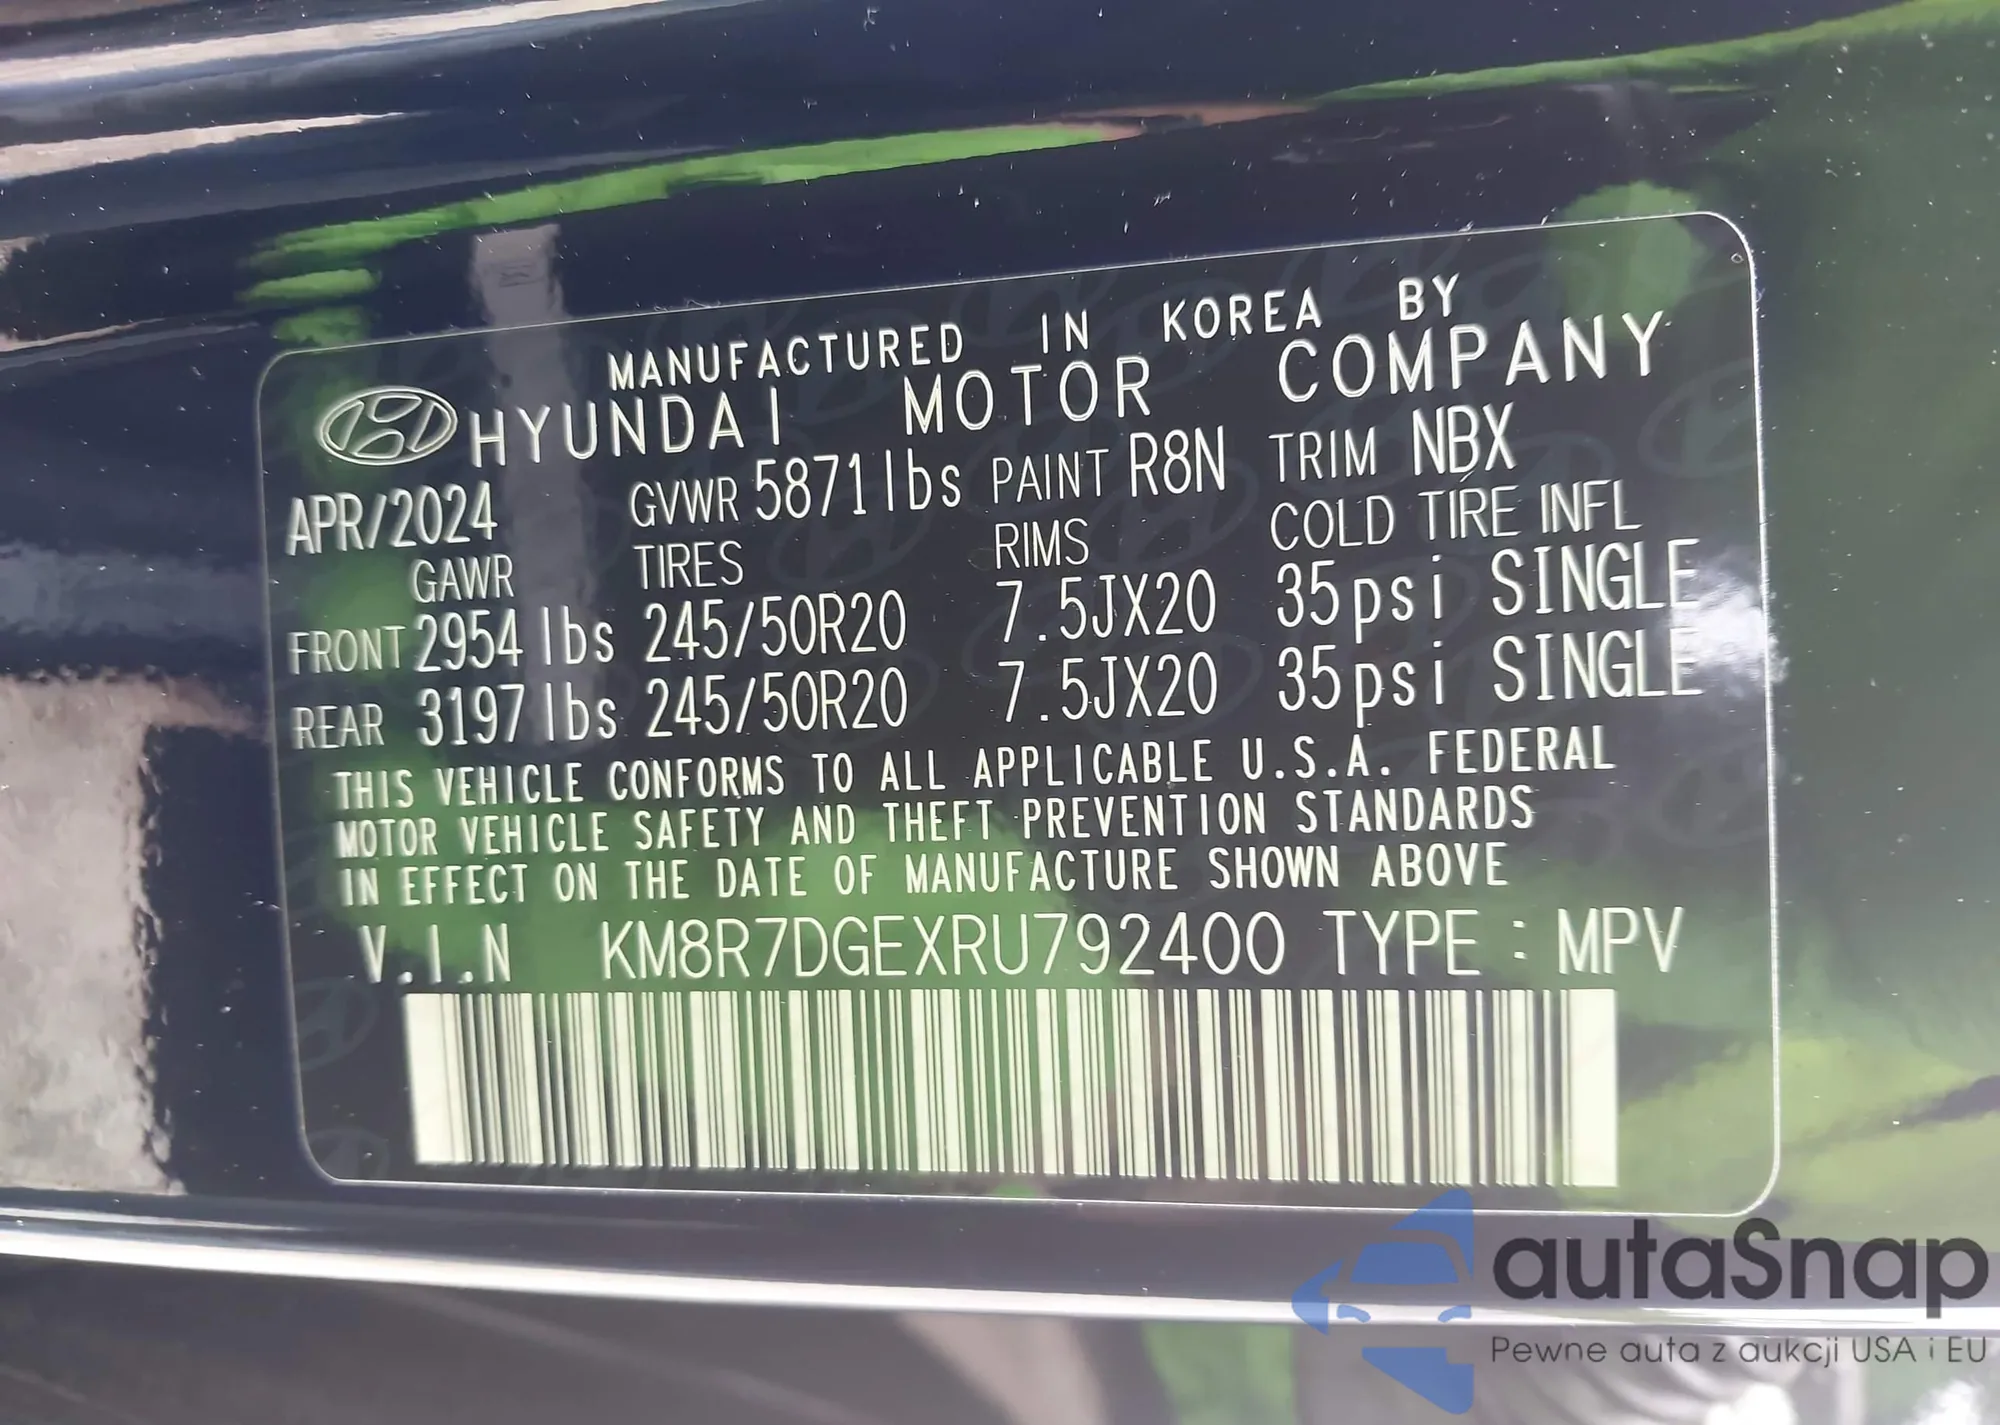 MANUFACTURED IN KOREA BY
HYUNDAI MOTOR COMPANY
APR/2024 GVWR 5871lbs PAINT R8N TRIM NBX
GAWR TIRES RIMS COLD TIRE INFL
FRONT 2954 lbs 245/50R20 7.5JX20 35psi SINGLE
REAR 3197 lbs 245/50R20 7.5JX20 35psi SINGLE
THIS VEHICLE CONFORMS TO ALL APPLICABLE U.S.A. FEDERAL
MOTOR VEHICLE SAFETY AND THEFT PREVENTION STANDARDS
IN EFFECT ON THE DATE OF MANUFACTURE SHOWN ABOVE
V.I.N KM8R7DGEXRU792400 TYPE : MPV
autaSnap
Pewne auta z aukcji USA i EU